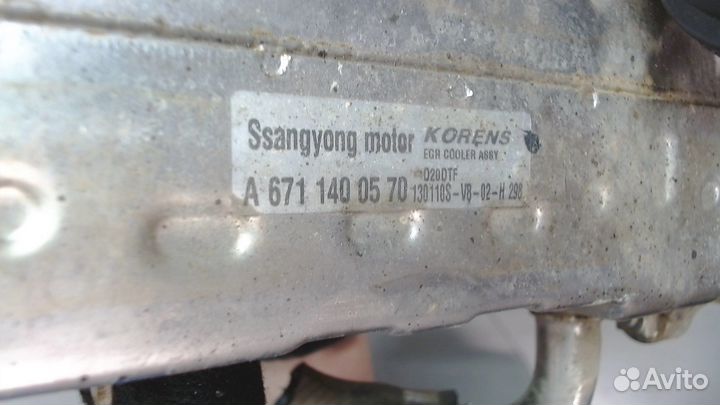 Ssangyong motor KORENS
EGR COOLER ASSY
D20DTF
A 671 140 05 70 130110S-V8-02-H 298
Avito